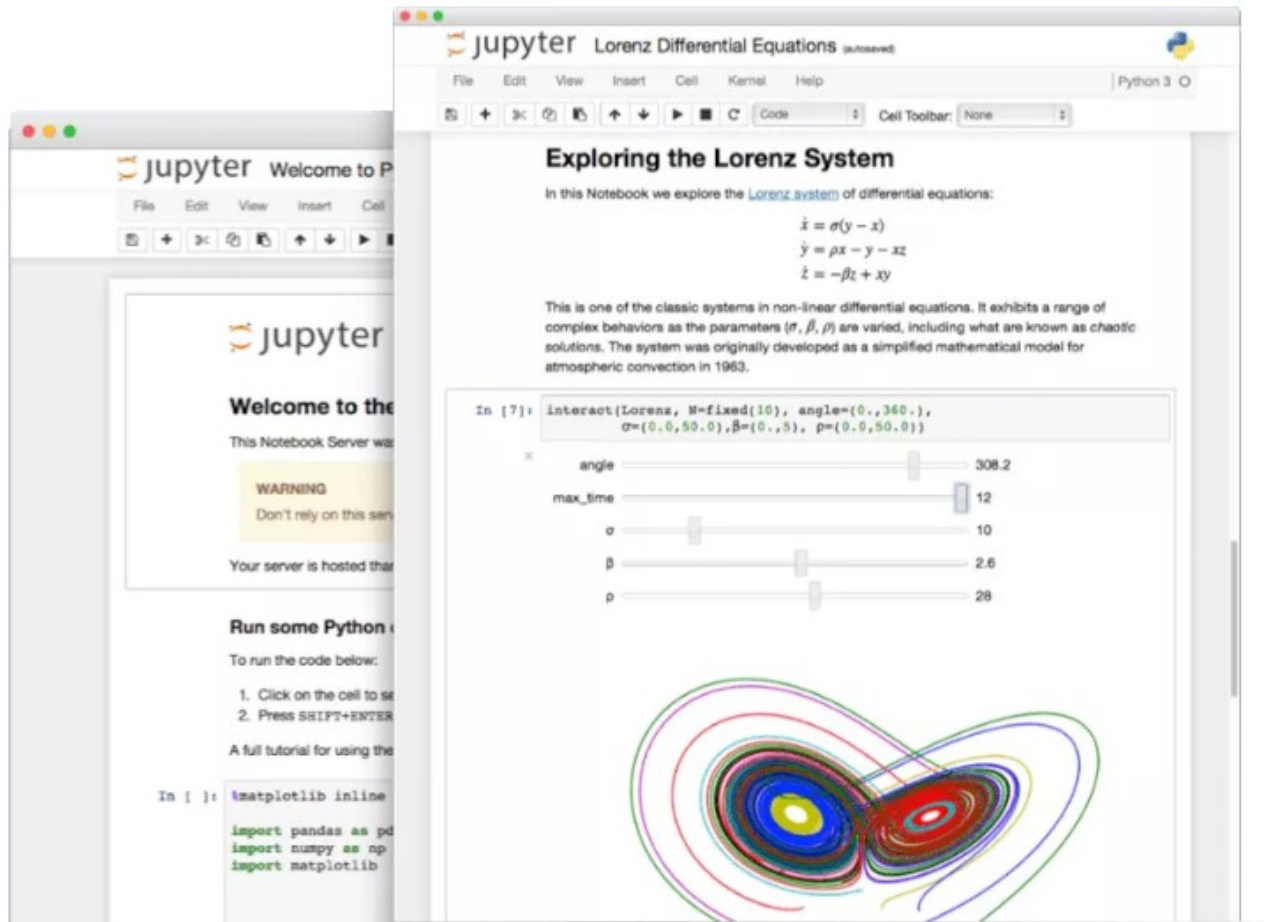 jupyter Welcome to P
File Edit View Insert Cell
jupyter
Welcome to the
This Notebook Server wa
WARNING
Don't rely on this serv
Your server is hosted than
Run some Python
To run the code below:
1. Click on the cell to se
2. Press SHIFT+ENTER
A full tutorial for using the
In [ ]: %matplotlib inline
import pandas as pd
import numpy as np
import matplotlib
jupyter Lorenz Differential Equations (autosaved)
File Edit View Insert Cell Kernel Help Python 3
Code Cell Toolbar: None
Exploring the Lorenz System
In this Notebook we explore the Lorenz system of differential equations:
ẋ = σ(y − x)
ẏ = ρx − y − xz
ż = −βz + xy
This is one of the classic systems in non-linear differential equations. It exhibits a range of
complex behaviors as the parameters (σ, β, ρ) are varied, including what are known as chaotic
solutions. The system was originally developed as a simplified mathematical model for
atmospheric convection in 1963.
In [7]: interact(Lorenz, N=fixed(10), angle=(0.,360.),
σ=(0.0,50.0),β=(0.,5), ρ=(0.0,50.0))
angle 308.2
max_time 12
σ 10
β 2.6
ρ 28